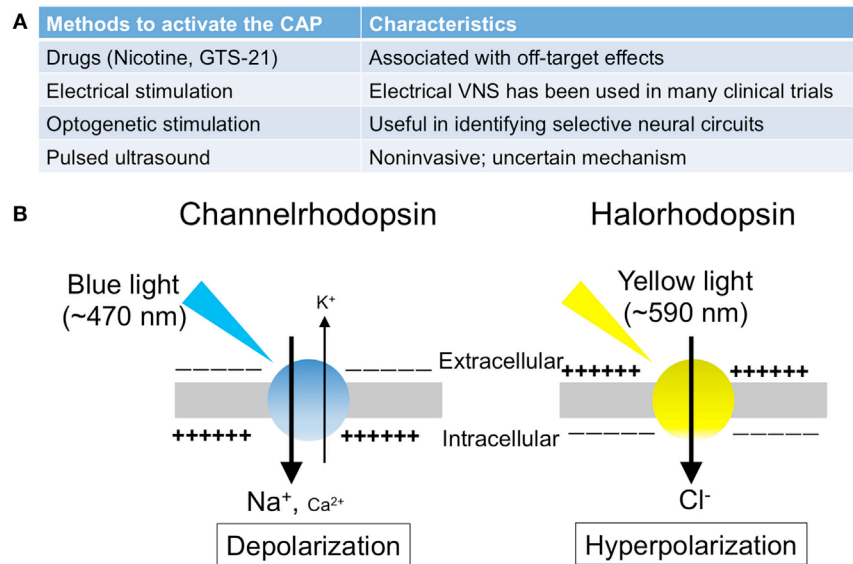 A
Methods to activate the CAP Characteristics
Drugs (Nicotine, GTS-21) Associated with off-target effects
Electrical stimulation Electrical VNS has been used in many clinical trials
Optogenetic stimulation Useful in identifying selective neural circuits
Pulsed ultrasound Noninvasive; uncertain mechanism
B
Channelrhodopsin Halorhodopsin
Blue light
(~470 nm)
K⁺
Yellow light
(~590 nm)
————— ————— Extracellular ++++++ ++++++
++++++ ++++++ Intracellular ————— —————
Na⁺, Ca²⁺ Cl⁻
Depolarization Hyperpolarization